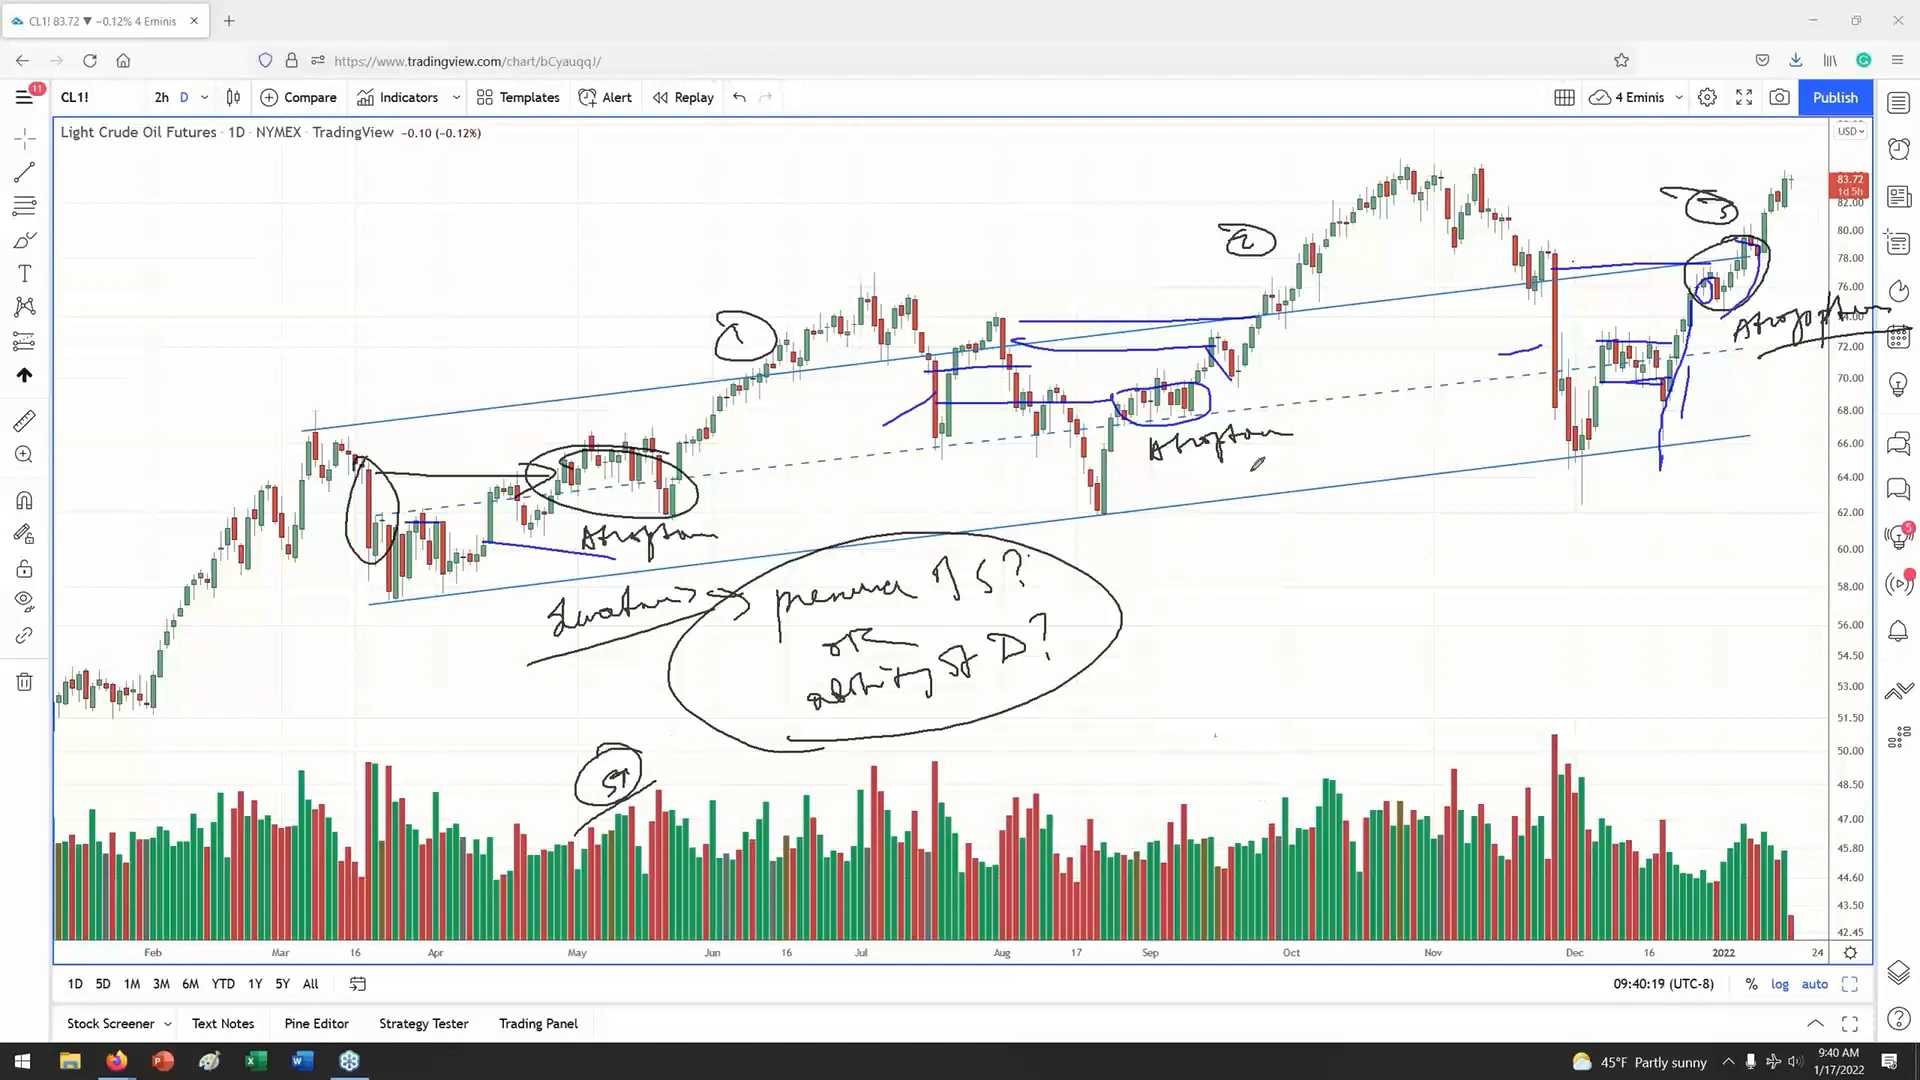 CL1! 83.72 ▼ −0.12% 4 Eminis
https://www.tradingview.com/chart/bCyauqqJ/
11
CL1!
2h
D
Compare
Indicators
Templates
Alert
Replay
4 Eminis
Publish
Light Crude Oil Futures · 1D · NYMEX · TradingView −0.10 (−0.12%)
USD
83.72
1d 5h
82.00
80.00
78.00
76.00
74.00
72.00
70.00
68.00
66.00
64.00
62.00
60.00
58.00
56.00
54.50
53.00
51.50
50.00
48.50
47.00
45.80
44.60
43.50
42.45
1
2
3
S?
OR
of D?
ST
5
Feb
Mar
16
Apr
May
Jun
16
Jul
Aug
17
Sep
Oct
Nov
Dec
16
2022
24
1D
5D
1M
3M
6M
YTD
1Y
5Y
All
09:40:19 (UTC-8)
%
log
auto
Stock Screener
Text Notes
Pine Editor
Strategy Tester
Trading Panel
45°F Partly sunny
9:40 AM
1/17/2022